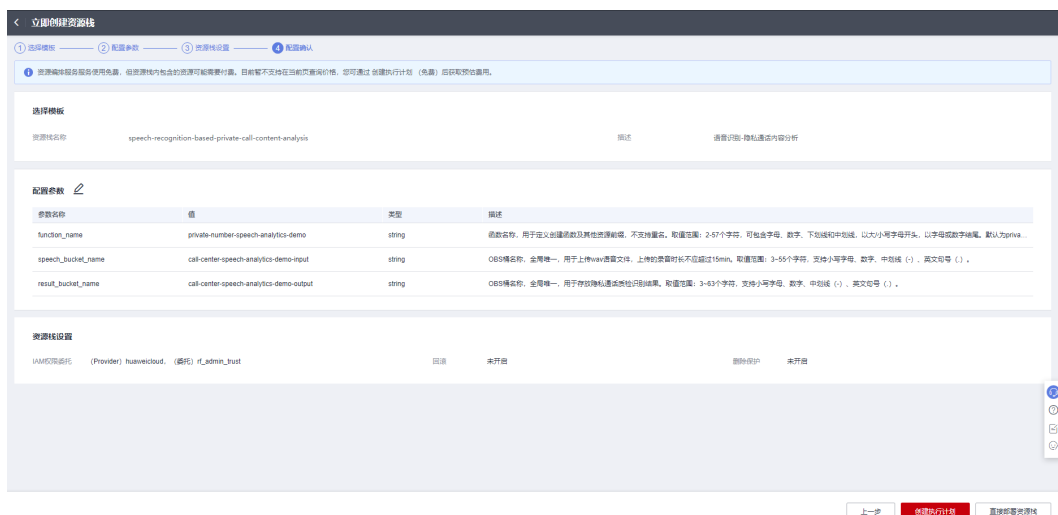 < 立即创建资源栈
1 选择模板 2 配置参数 3 资源栈设置 4 配置确认
资源编排服务服务使用免费，但资源栈内包含的资源可能需要付费。目前暂不支持在当前页查询价格，您可通过 创建执行计划 （免费）后获取预估费用。
选择模板
资源栈名称 speech-recognition-based-private-call-content-analysis 描述 语音识别-隐私通话内容分析
配置参数
参数名称 值 类型 描述
function_name private-number-speech-analytics-demo string 函数名称，用于定义创建函数及其他资源前缀，不支持重名。取值范围：2-57个字符，可包含字母、数字、下划线和中划线，以大/小写字母开头，以字母或数字结尾。默认为priva...
speech_bucket_name call-center-speech-analytics-demo-input string OBS桶名称，全局唯一，用于上传wav语音文件，上传的录音时长不应超过15min。取值范围：3~55个字符，支持小写字母、数字、中划线（-）、英文句号（.）。
result_bucket_name call-center-speech-analytics-demo-output string OBS桶名称，全局唯一，用于存放隐私通话质检识别结果。取值范围：3~63个字符，支持小写字母、数字、中划线（-）、英文句号（.）。
资源栈设置
IAM权限委托 （Provider）huaweicloud, （委托）rf_admin_trust 回滚 未开启 删除保护 未开启
上一步 创建执行计划 直接部署资源栈